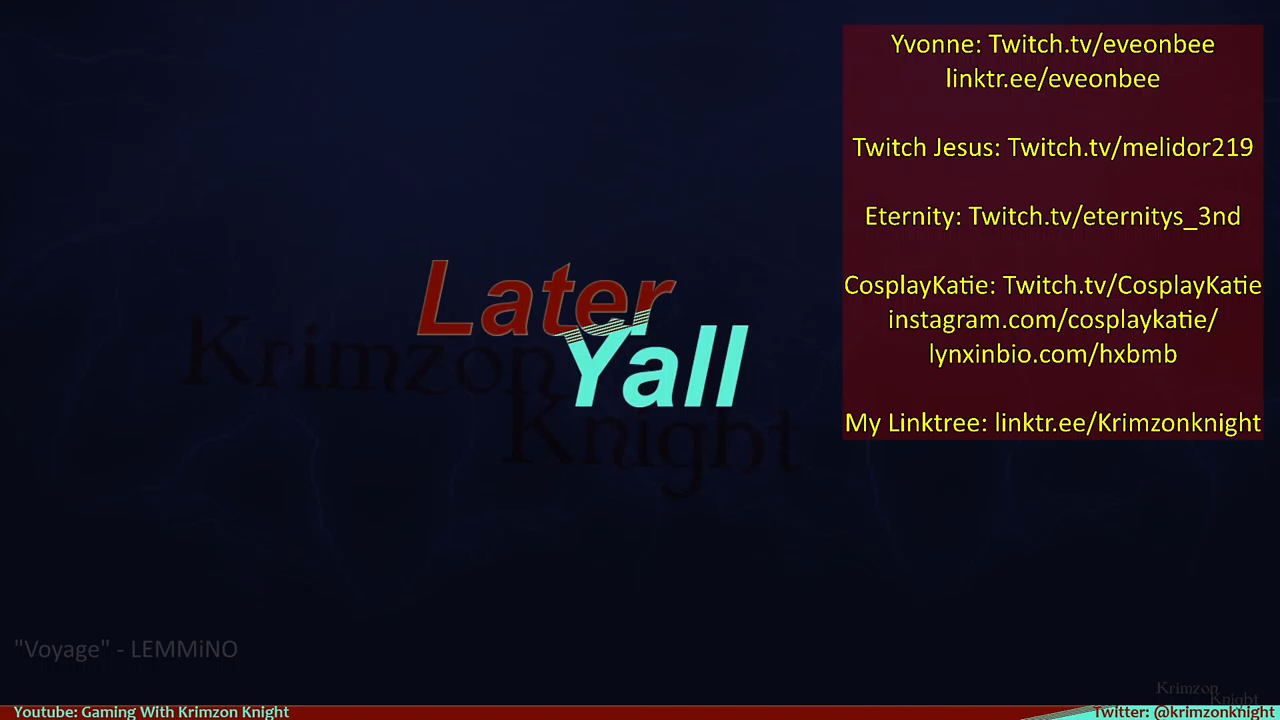 Yvonne: Twitch.tv/eveonbee
linktr.ee/eveonbee
Twitch Jesus: Twitch.tv/melidor219
Eternity: Twitch.tv/eternitys_3nd
CosplayKatie: Twitch.tv/CosplayKatie
instagram.com/cosplaykatie/
lynxinbio.com/hxbmb
My Linktree: linktr.ee/Krimzonknight
Later
Yall
Krimzon
Knight
"Voyage" - LEMMiNO
Krimzon
Knight
Youtube: Gaming With Krimzon Knight
Twitter: @krimzonknight